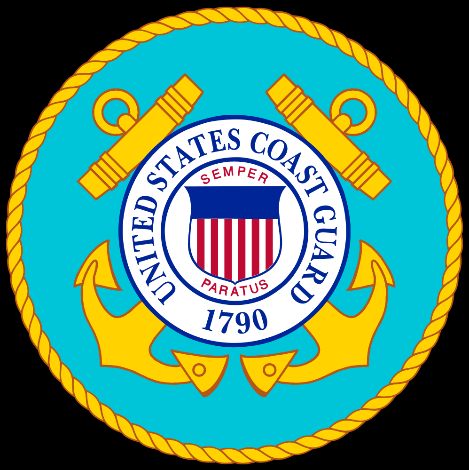 UNITED STATES COAST GUARD
SEMPER
PARATUS
1790